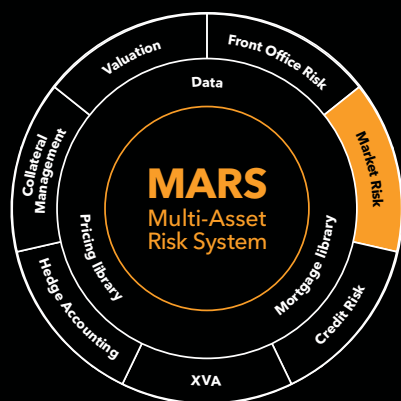 MARS
Multi-Asset
Risk System
Data
Mortgage library
Pricing library
Valuation
Front Office Risk
Market Risk
Credit Risk
XVA
Hedge Accounting
Collateral
Management